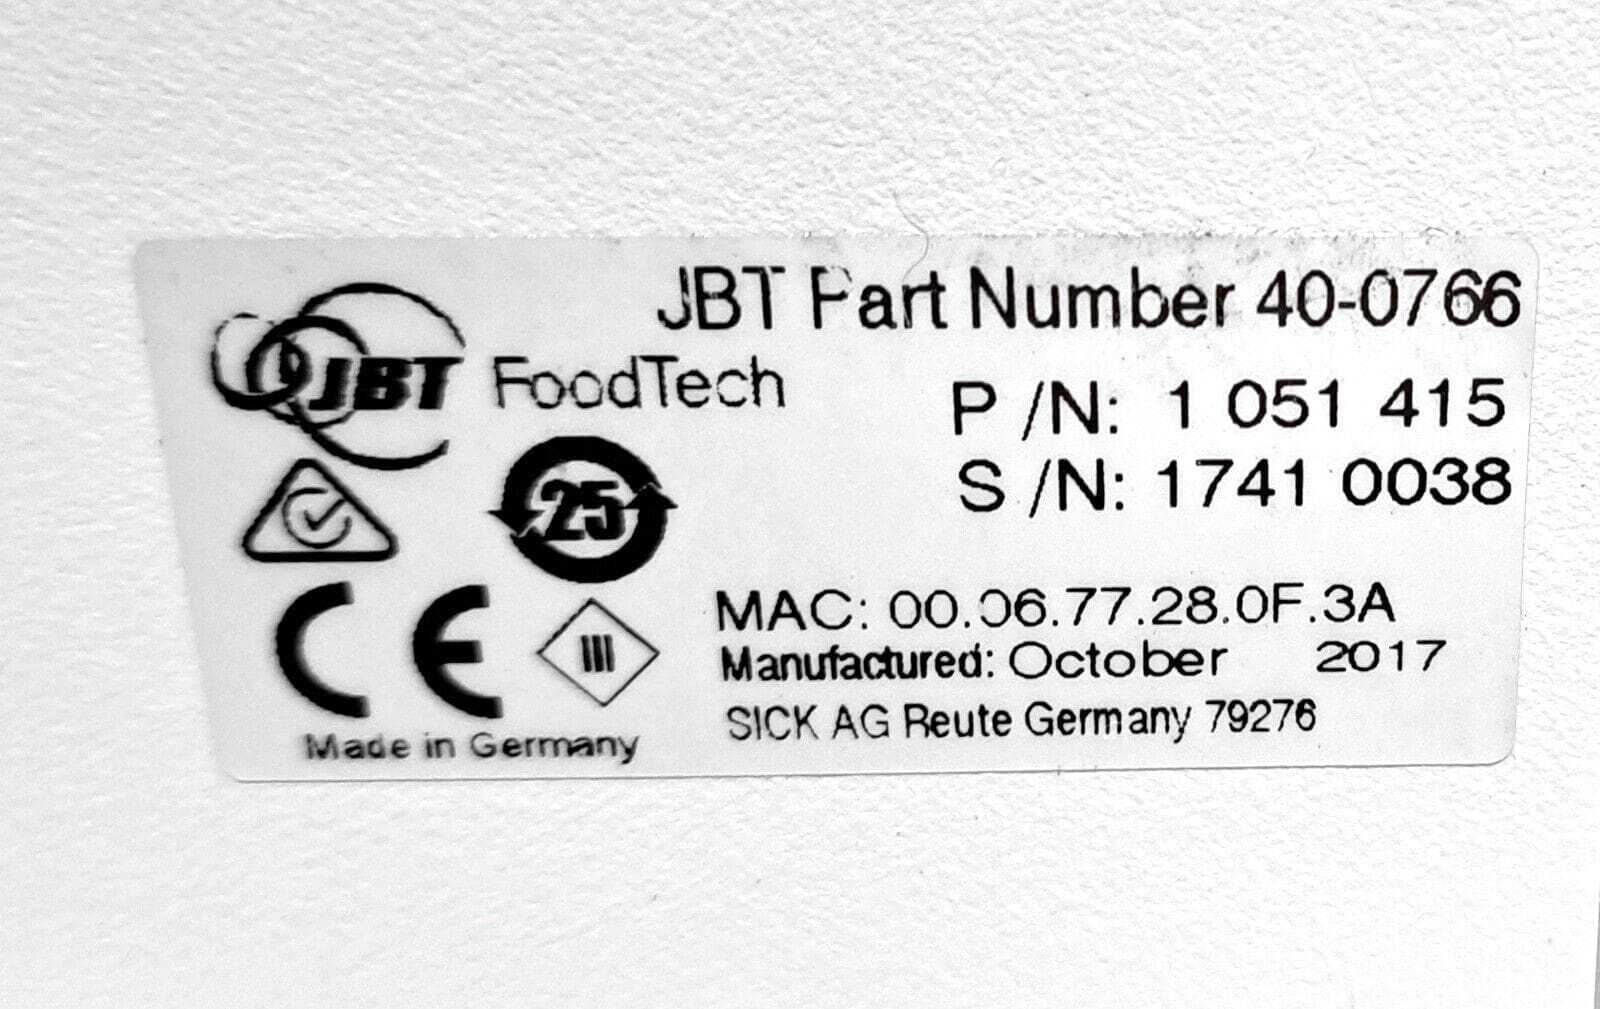 JBT Part Number 40-0766
JBT FoodTech
P/N: 1 051 415
S/N: 1741 0038
25
MAC: 00.06.77.28.0F.3A
CE
III
Manufactured: October 2017
SICK AG Reute Germany 79276
Made in Germany